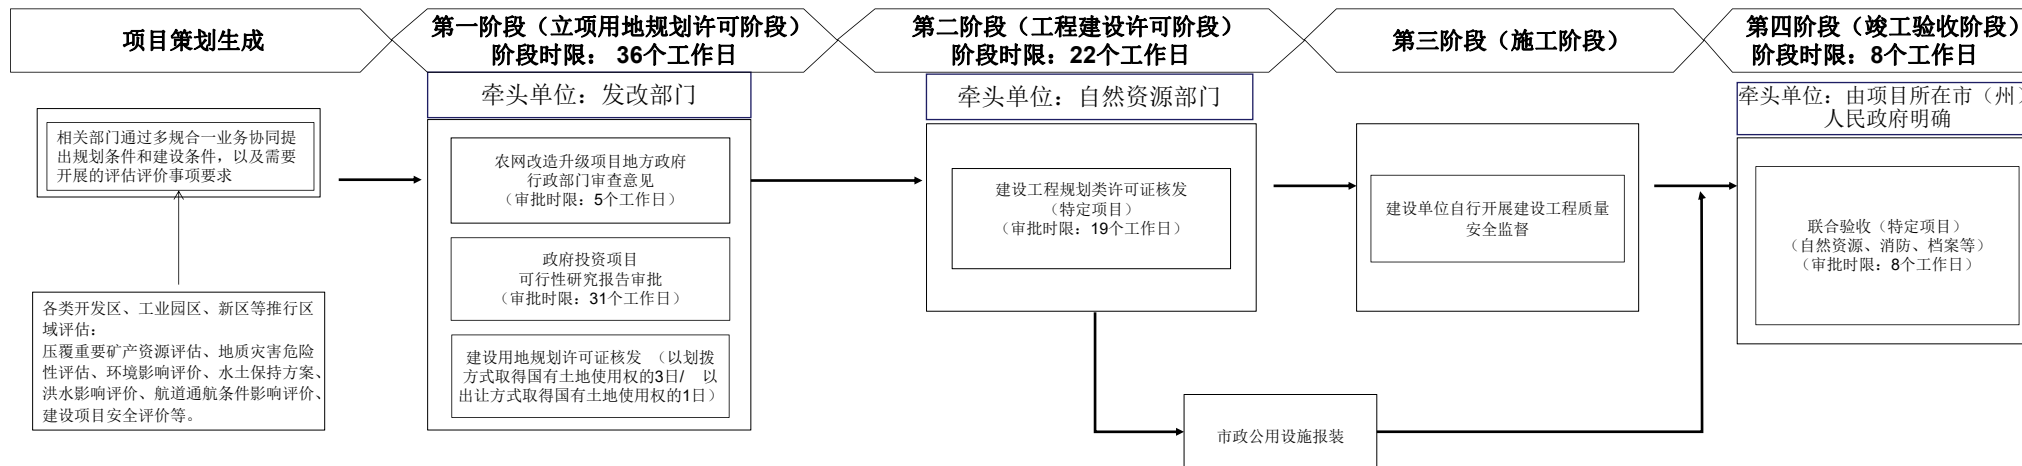 项目策划生成
第一阶段（立项用地规划许可阶段）
阶段时限： 36个工作日
第二阶段（工程建设许可阶段）
阶段时限：22个工作日
第三阶段（施工阶段）
第四阶段（竣工验收阶段）
阶段时限：8个工作日
相关部门通过多规合一业务协同提
出规划条件和建设条件，以及需要
开展的评估评价事项要求
各类开发区、工业园区、新区等推行区
域评估：
压覆重要矿产资源评估、地质灾害危险
性评估、环境影响评价、水土保持方案、
洪水影响评价、航道通航条件影响评价、
建设项目安全评价等。
牵头单位：发改部门
农网改造升级项目地方政府
行政部门审查意见
（审批时限：5个工作日）
政府投资项目
可行性研究报告审批
（审批时限：31个工作日）
建设用地规划许可证核发 （以划拨
方式取得国有土地使用权的3日/ 以
出让方式取得国有土地使用权的1日）
牵头单位：自然资源部门
建设工程规划类许可证核发
（特定项目）
（审批时限：19个工作日）
建设单位自行开展建设工程质量
安全监督
市政公用设施报装
牵头单位：由项目所在市（州）
人民政府明确
联合验收（特定项目）
（自然资源、消防、档案等）
（审批时限：8个工作日）